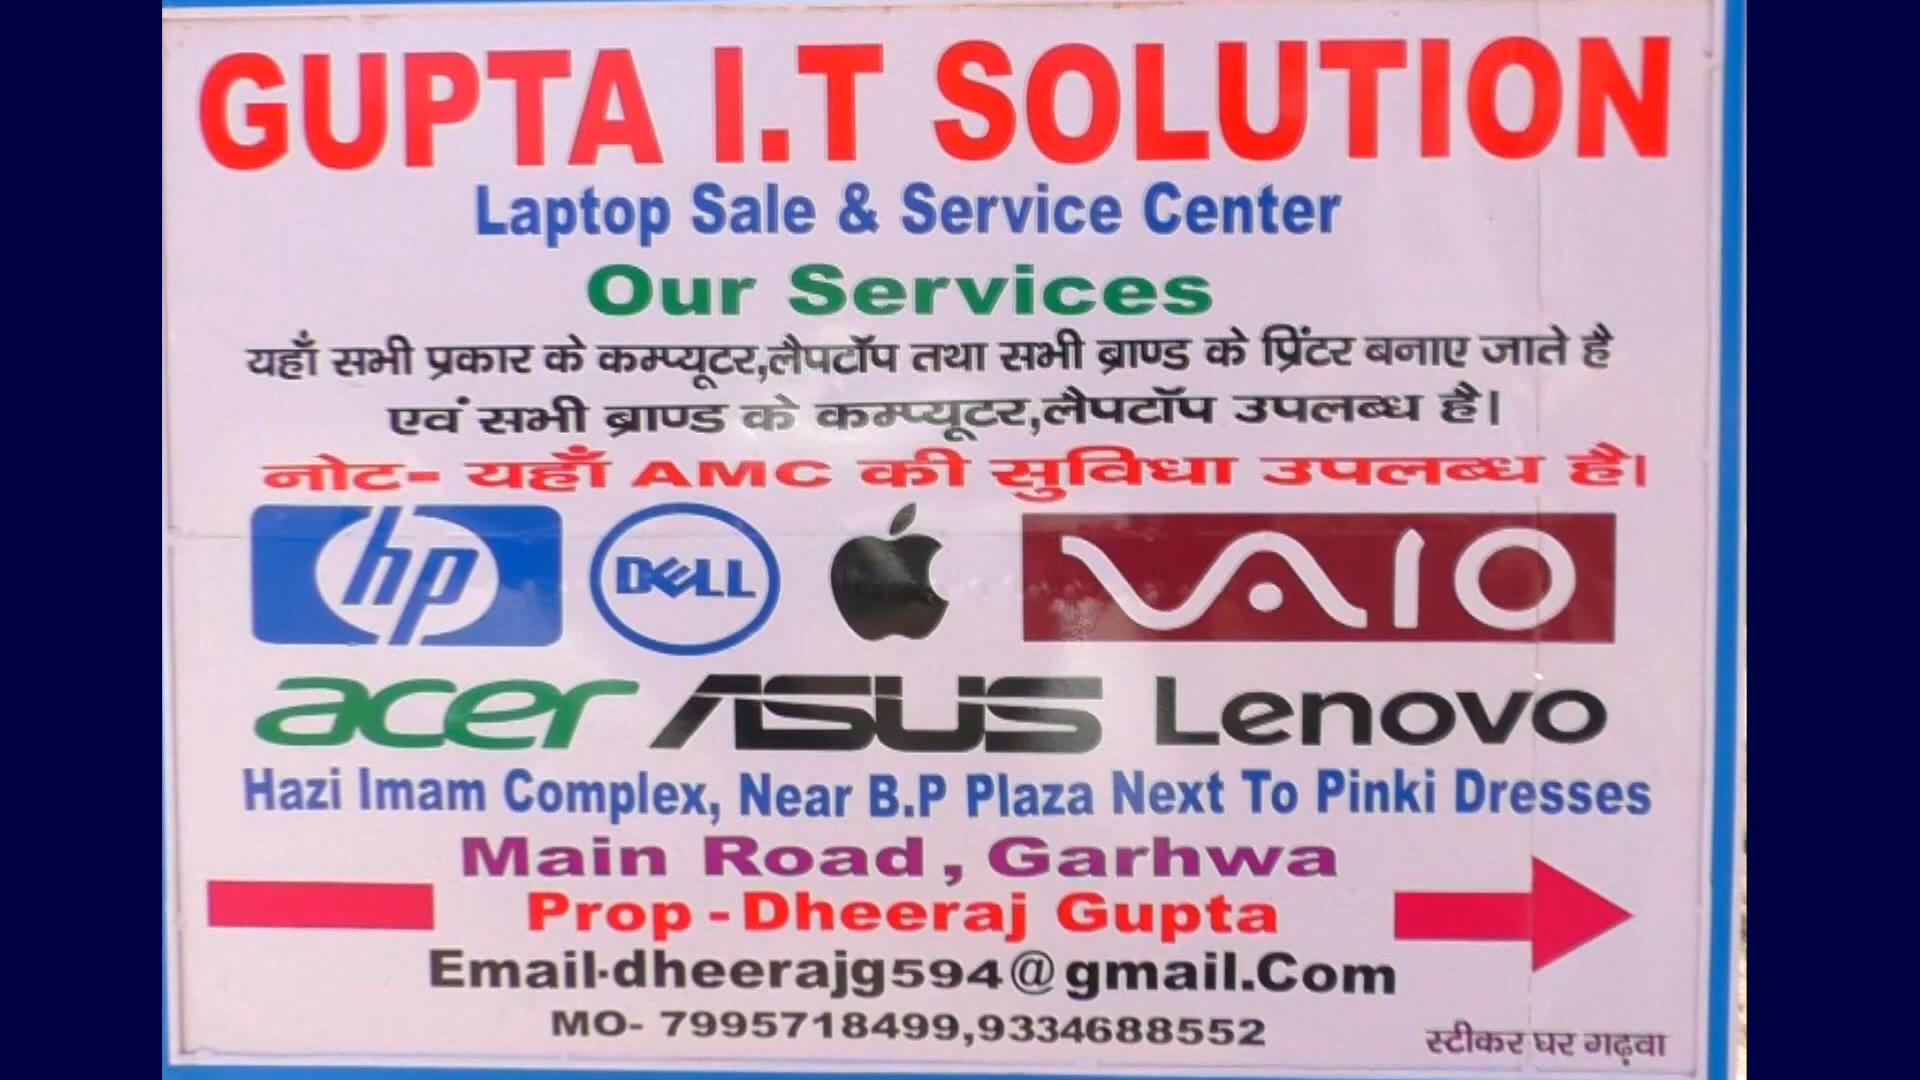 GUPTA I.T SOLUTION
Laptop Sale & Service Center
Our Services
यहाँ सभी प्रकार के कम्प्यूटर,लैपटॉप तथा सभी ब्राण्ड के प्रिंटर बनाए जाते है
एवं सभी ब्राण्ड के कम्प्यूटर,लैपटॉप उपलब्ध है।
नोट- यहाँ AMC की सुविधा उपलब्ध है।
hp DELL VAIO
acer ASUS Lenovo
Hazi Imam Complex, Near B.P Plaza Next To Pinki Dresses
Main Road, Garhwa
Prop-Dheeraj Gupta
Email-dheerajg594@gmail.Com
MO- 7995718499,9334688552
स्टीकर घर गढ़वा